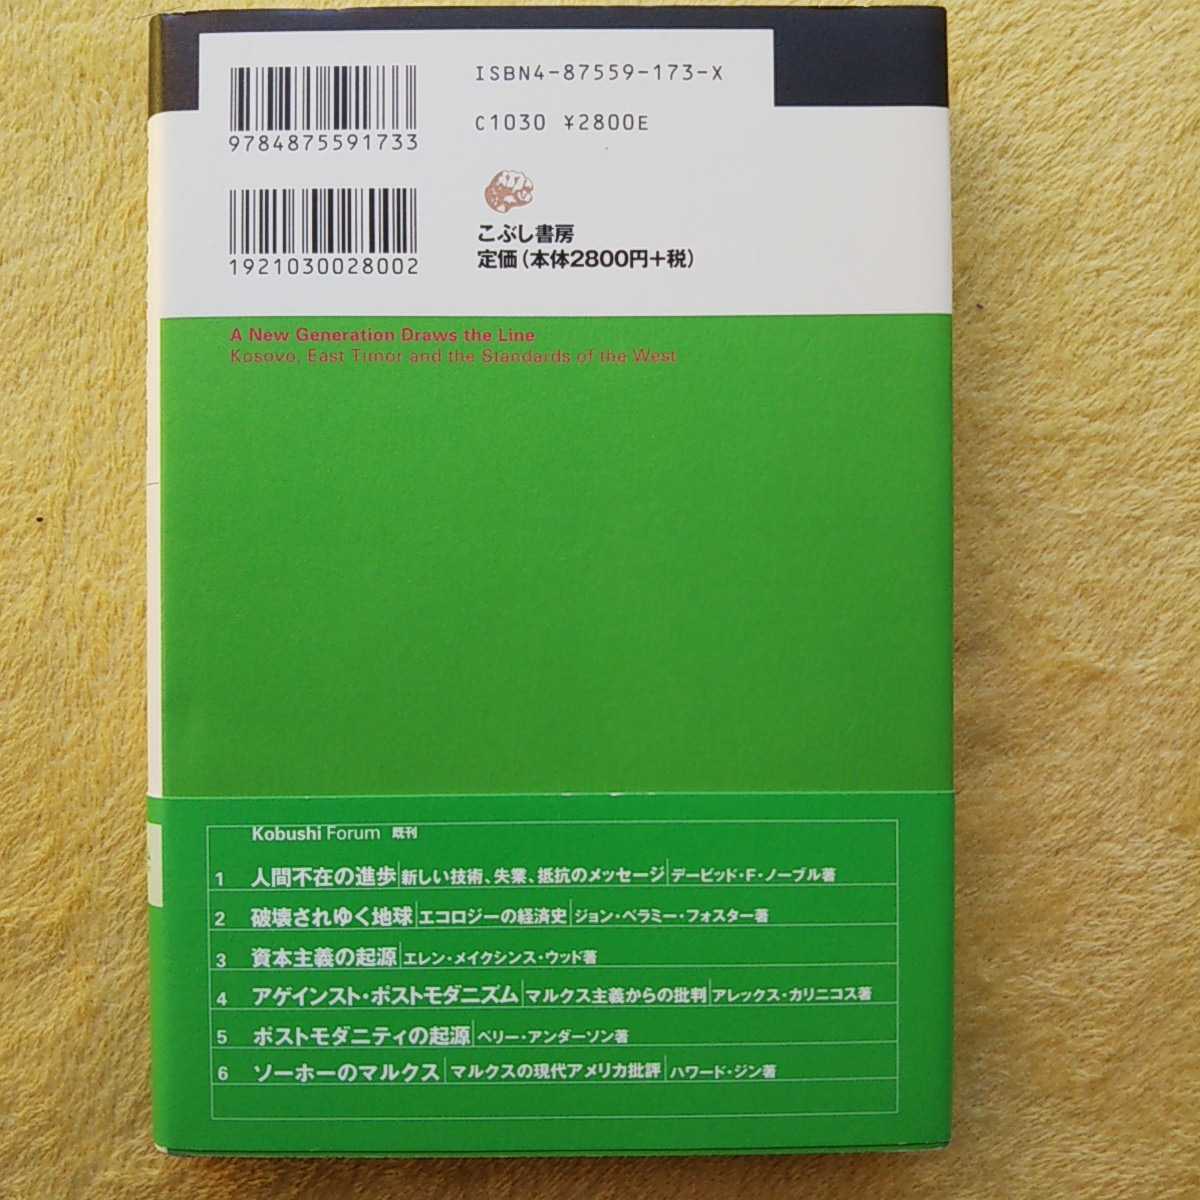 ISBN4-87559-173-X
9784875591733
C1030 ¥2800E
1921030028002
こぶし書房
定価(本体2800円+税)
A New Generation Draws the Line
Kosovo, East Timor and the Standards of the West
Kobushi Forum 既刊
1 人間不在の進歩 新しい技術、失業、抵抗のメッセージ デービッド・F・ノーブル著
2 破壊されゆく地球 エコロジーの経済史 ジョン・ベラミー・フォスター著
3 資本主義の起源 エレン・メイクシンス・ウッド著
4 アゲインスト・ポストモダニズム マルクス主義からの批判 アレックス・カリニコス著
5 ポストモダニティの起源 ペリー・アンダーソン著
6 ソーホーのマルクス マルクスの現代アメリカ批評 ハワード・ジン著